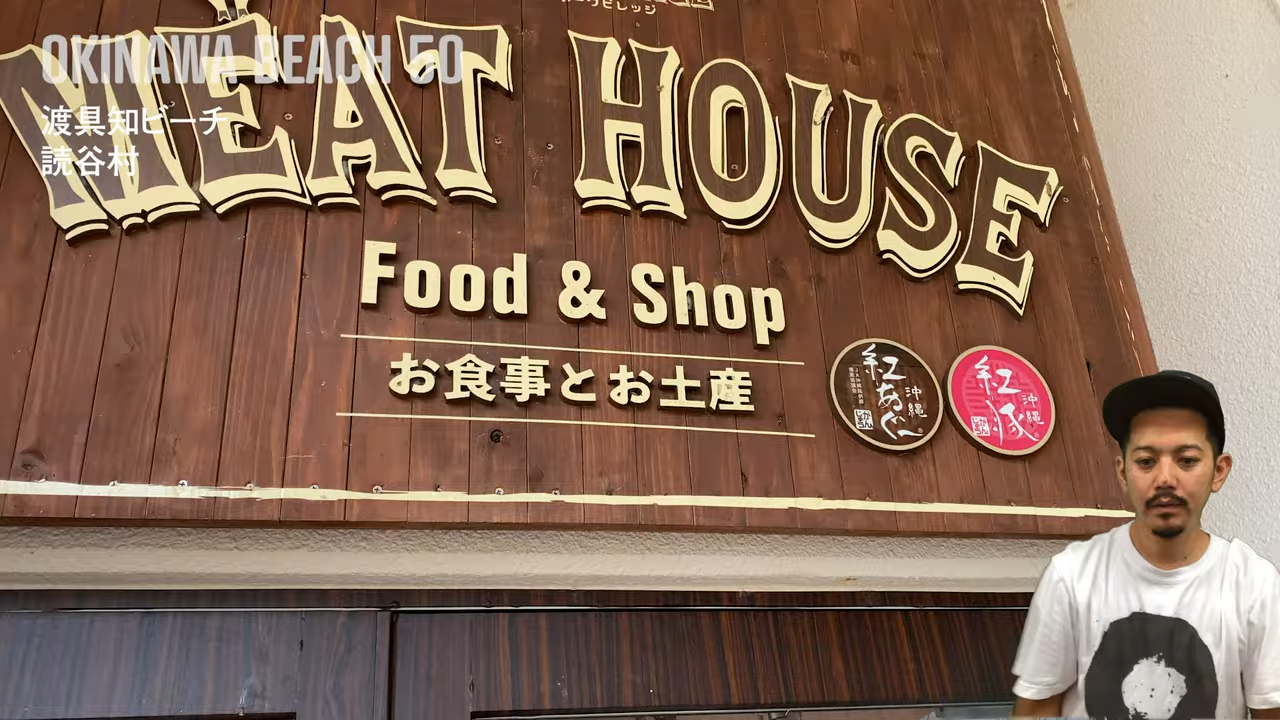 OKINAWA BEACH 50
渡具知ビーチ
読谷村
MEAT HOUSE
Food & Shop
お食事とお土産
紅あぐー
沖縄
紅豚
沖縄